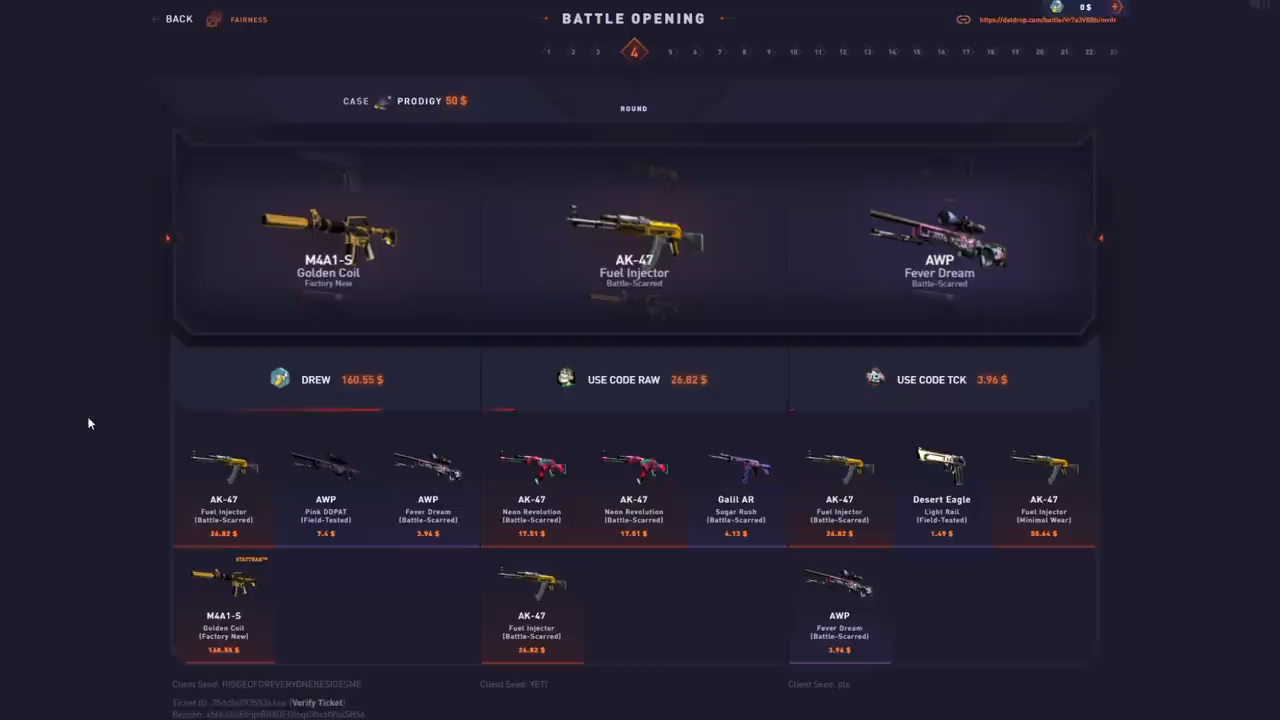 BACK FAIRNESS BATTLE OPENING 0 $
1 2 3 4 5 6 7 8 9 10 11 12 13 14 15 16 17 18 19 20 21 22
CASE PRODIGY 50 $
ROUND
M4A1-S AK-47 AWP
Golden Coil Fuel Injector Fever Dream
Factory New Battle-Scarred Battle-Scarred
DREW 160.55 $ USE CODE RAW 26.82 $ USE CODE TCK 3.96 $
AK-47 AWP AWP AK-47 AK-47 Galil AR AK-47 Desert Eagle AK-47
Fuel Injector Pink DDPAT Fever Dream Neon Revolution Neon Revolution Sugar Rush Fuel Injector Light Rail Fuel Injector
(Battle-Scarred) (Field-Tested) (Battle-Scarred) (Battle-Scarred) (Battle-Scarred) (Battle-Scarred) (Battle-Scarred) (Field-Tested) (Minimal Wear)
26.82 $ 7.4 $ 3.96 $ 17.51 $ 17.51 $ 4.13 $ 26.82 $ 1.49 $ 55.64 $
STATTRAK™
M4A1-S AK-47 AWP
Golden Coil Fuel Injector Fever Dream
(Factory New) (Battle-Scarred) (Battle-Scarred)
160.55 $ 26.82 $ 3.96 $
Client Seed: RIGGEDFOREVERYONEBESIDESME Client Seed: YETI Client Seed: pls
Ticket ID: (Verify Ticket)